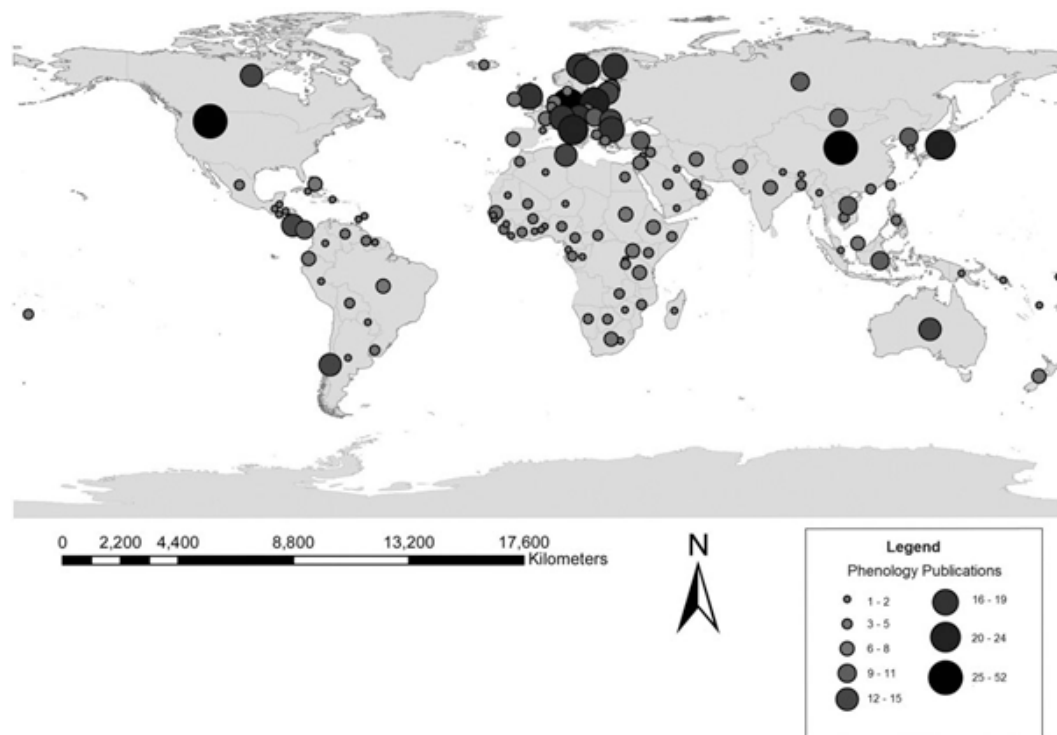 0 2,200 4,400 8,800 13,200 17,600
Kilometers
N
Legend
Phenology Publications
1 - 2
3 - 5
6 - 8
9 - 11
12 - 15
16 - 19
20 - 24
25 - 52